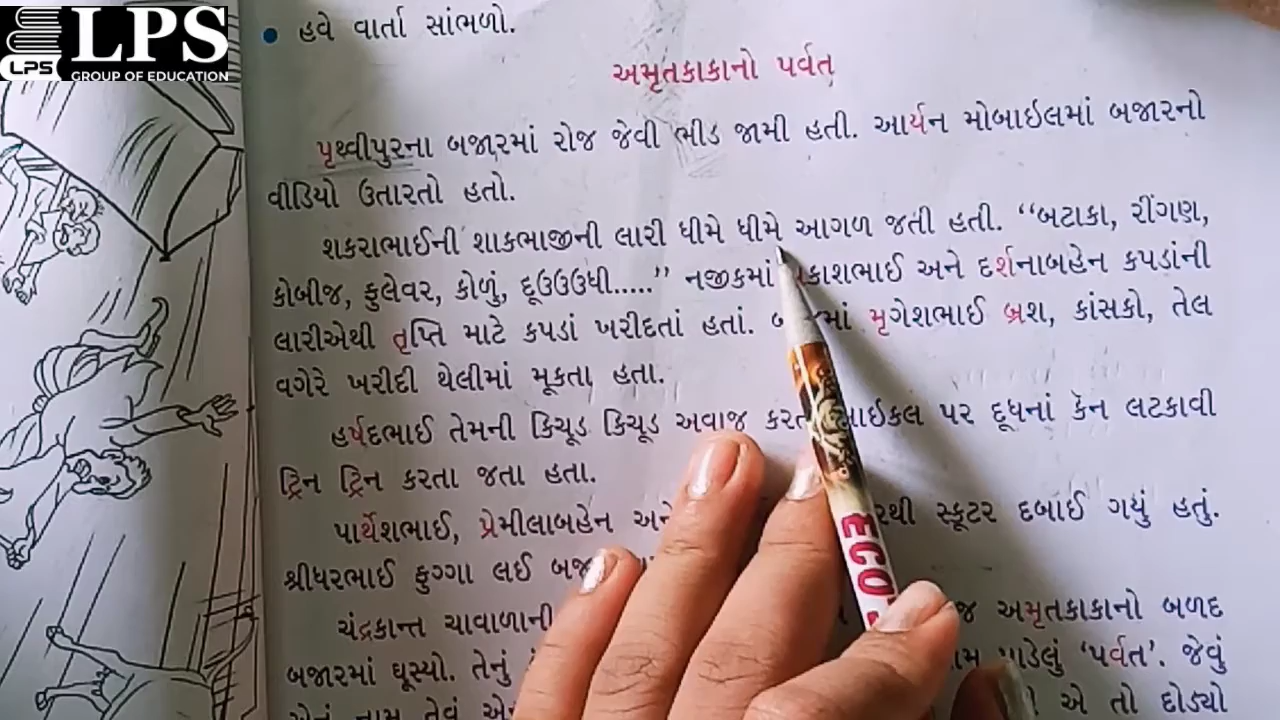 LPS
LPS
GROUP OF EDUCATION
• હવે વાર્તા સાંભળો.
અમૃતકાકાનો પર્વત
પૃથ્વીપુરના બજારમાં રોજ જેવી ભીડ જામી હતી. આર્યન મોબાઇલમાં બજારનો
વીડિયો ઉતારતો હતો.
શકરાભાઈની શાકભાજીની લારી ધીમે ધીમે આગળ જતી હતી. “બટાકા, રીંગણ,
કોબીજ, ફુલેવર, કોળું, દૂઉઉઉધી.....” નજીકમાં અને દર્શનાબહેન કપડાંની
લારીએથી તૃપ્તિ માટે કપડાં ખરીદતાં હતાં. મૃગેશભાઈ બ્રશ, કાંસકો, તેલ
વગેરે ખરીદી થેલીમાં મૂકતા હતા.
હર્ષદભાઈ તેમની કિચૂડ કિચૂડ અવાજ પર દૂધનાં કૅન લટકાવી
ટ્રિન ટ્રિન કરતા જતા હતા.
પાર્થેશભાઈ, પ્રેમીલાબહેન સ્કૂટર દબાઈ ગયું હતું.
શ્રીધરભાઈ ફુગ્ગા લઈ
ચંદ્રકાન્ત ચાવાળાની અમૃતકાકાનો બળદ
બજારમાં ઘૂસ્યો. તેનું પાડેલું ‘પર્વત’. જેવું
એનું નામ તેવું એ તો દોડ્યો
ECO